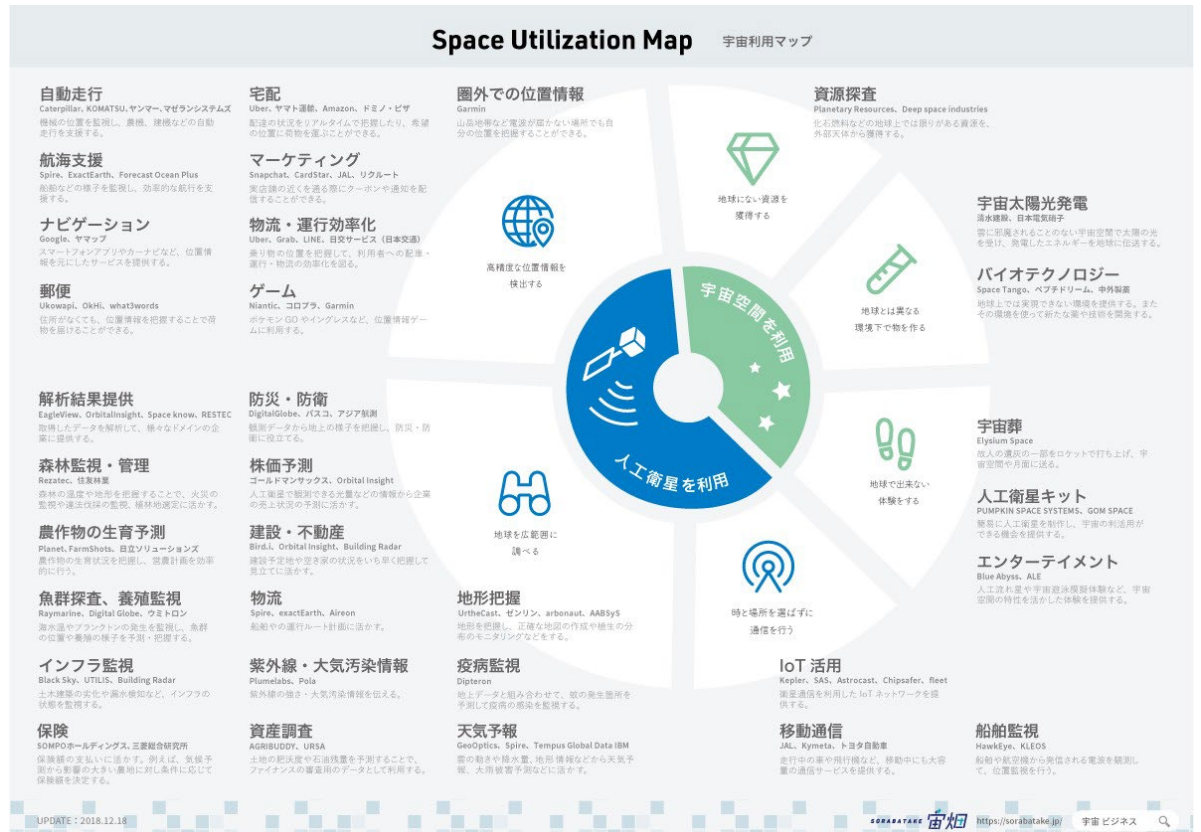 Space Utilization Map 宇宙利用マップ
自動走行
Caterpillar、KOMATSU、ヤンマー、マゼランシステムズ
機械の位置を監視し、農機、建機などの自動
走行を支援する。
航海支援
Spire、ExactEarth、Forecast Ocean Plus
船舶などの様子を監視し、効率的な航行を支
援する。
ナビゲーション
Google、ヤマップ
スマートフォンアプリやカーナビなど、位置情
報を元にしたサービスを提供する。
郵便
Ukowapi、OkHi、what3words
住所がなくても、位置情報を把握することで荷
物を届けることができる。
宅配
Uber、ヤマト運輸、Amazon、ドミノ・ピザ
配達の状況をリアルタイムで把握したり、希望
の位置に荷物を運ぶことができる。
マーケティング
Snapchat、CardStar、JAL、リクルート
実店舗の近くを通る際にクーポンや通知を配
信することができる。
物流・運行効率化
Uber、Grab、LINE、日交サービス（日本交通）
乗り物の位置を把握して、利用者への配車・
運行・物流の効率化を図る。
ゲーム
Niantic、コロプラ、Garmin
ポケモン GO やイングレスなど、位置情報ゲー
ムに利用する。
圏外での位置情報
Garmin
山岳地帯など電波が届かない場所でも自
分の位置を把握することができる。
高精度な位置情報を
検出する
資源探査
Planetary Resources、Deep space industries
化石燃料などの地球上では限りがある資源を、
外部天体から獲得する。
地球にない資源を
獲得する
宇宙太陽光発電
清水建設、日本電気硝子
雲に邪魔されることのない宇宙空間で太陽の光
を受け、発電したエネルギーを地球に伝送する。
バイオテクノロジー
Space Tango、ペプチドリーム、中外製薬
地球上では実現できない環境を提供する。また
その環境を使って新たな薬や技術を開発する。
地球とは異なる
環境下で物を作る
宇宙空間を利用
人工衛星を利用
解析結果提供
EagleView、OrbitalInsight、Space know、RESTEC
取得したデータを解析して、様々なドメインの企
業に提供する。
森林監視・管理
Rezatec、住友林業
森林の温度や地形を把握することで、火災の
監視や違法伐採の監視、植林地選定に活かす。
農作物の生育予測
Planet、FarmShots、日立ソリューションズ
農作物の生育状況を把握し、営農計画を効率
的に行う。
魚群探査、養殖監視
Raymarine、Digital Globe、ウミトロン
海水温やプランクトンの発生を監視し、魚群
の位置や養殖の様子を予測・把握する。
インフラ監視
Black Sky、UTILIS、Building Radar
土木建築の劣化や漏水検知など、インフラの
状態を監視する。
保険
SOMPOホールディングス、三菱総合研究所
保険額の支払いに活かす。例えば、気候予
測から影響の大きい農地に対し条件に応じて
保険額を決定する。
防災・防衛
DigitalGlobe、パスコ、アジア航測
観測データから地上の様子を把握し、防災・防
衛に役立てる。
株価予測
ゴールドマンサックス、Orbital Insight
人工衛星で観測できる光量などの情報から企業
の売上状況の予測に活かす。
建設・不動産
Bird.i、Orbital Insight、Building Radar
建設予定地や空き家の状況をいち早く把握して
見立てに活かす。
物流
Spire、exactEarth、Aireon
船舶やの運行ルート計画に活かす。
紫外線・大気汚染情報
Plumelabs、Pola
紫外線の強さ・大気汚染情報を伝える。
資産調査
AGRIBUDDY、URSA
土地の肥沃度や石油残量を予測することで、
ファイナンスの審査用のデータとして利用する。
地球を広範囲に
調べる
地形把握
UrtheCast、ゼンリン、arbonaut、AABSyS
地形を把握し、正確な地図の作成や植生の分
布のモニタリングなどをする。
疫病監視
Dipteron
地上データと組み合わせて、蚊の発生箇所を
予測して疫病の感染を監視する。
天気予報
GeoOptics、Spire、Tempus Global Data IBM
雲の動きや降水量、地形情報などから天気予
報、大雨被害予測などに活かす。
地球で出来ない
体験をする
宇宙葬
Elysium Space
故人の遺灰の一部をロケットで打ち上げ、宇
宙空間や月面に送る。
人工衛星キット
PUMPKIN SPACE SYSTEMS、GOM SPACE
簡易に人工衛星を制作し、宇宙の利活用が
できる機会を提供する。
エンターテイメント
Blue Abyss、ALE
人工流れ星や宇宙遊泳模擬体験など、宇宙
空間の特性を活かした体験を提供する。
時と場所を選ばずに
通信を行う
IoT 活用
Kepler、SAS、Astrocast、Chipsafer、fleet
衛星通信を利用した IoT ネットワークを提
供する。
移動通信
JAL、Kymeta、トヨタ自動車
走行中の車や飛行機など、移動中にも大容
量の通信サービスを提供する。
船舶監視
HawkEye、KLEOS
船舶や航空機から発信される電波を観測し
て、位置監視を行う。
UPDATE：2018.12.18
SORABATAKE 宙畑 https://sorabatake.jp/ 宇宙ビジネス